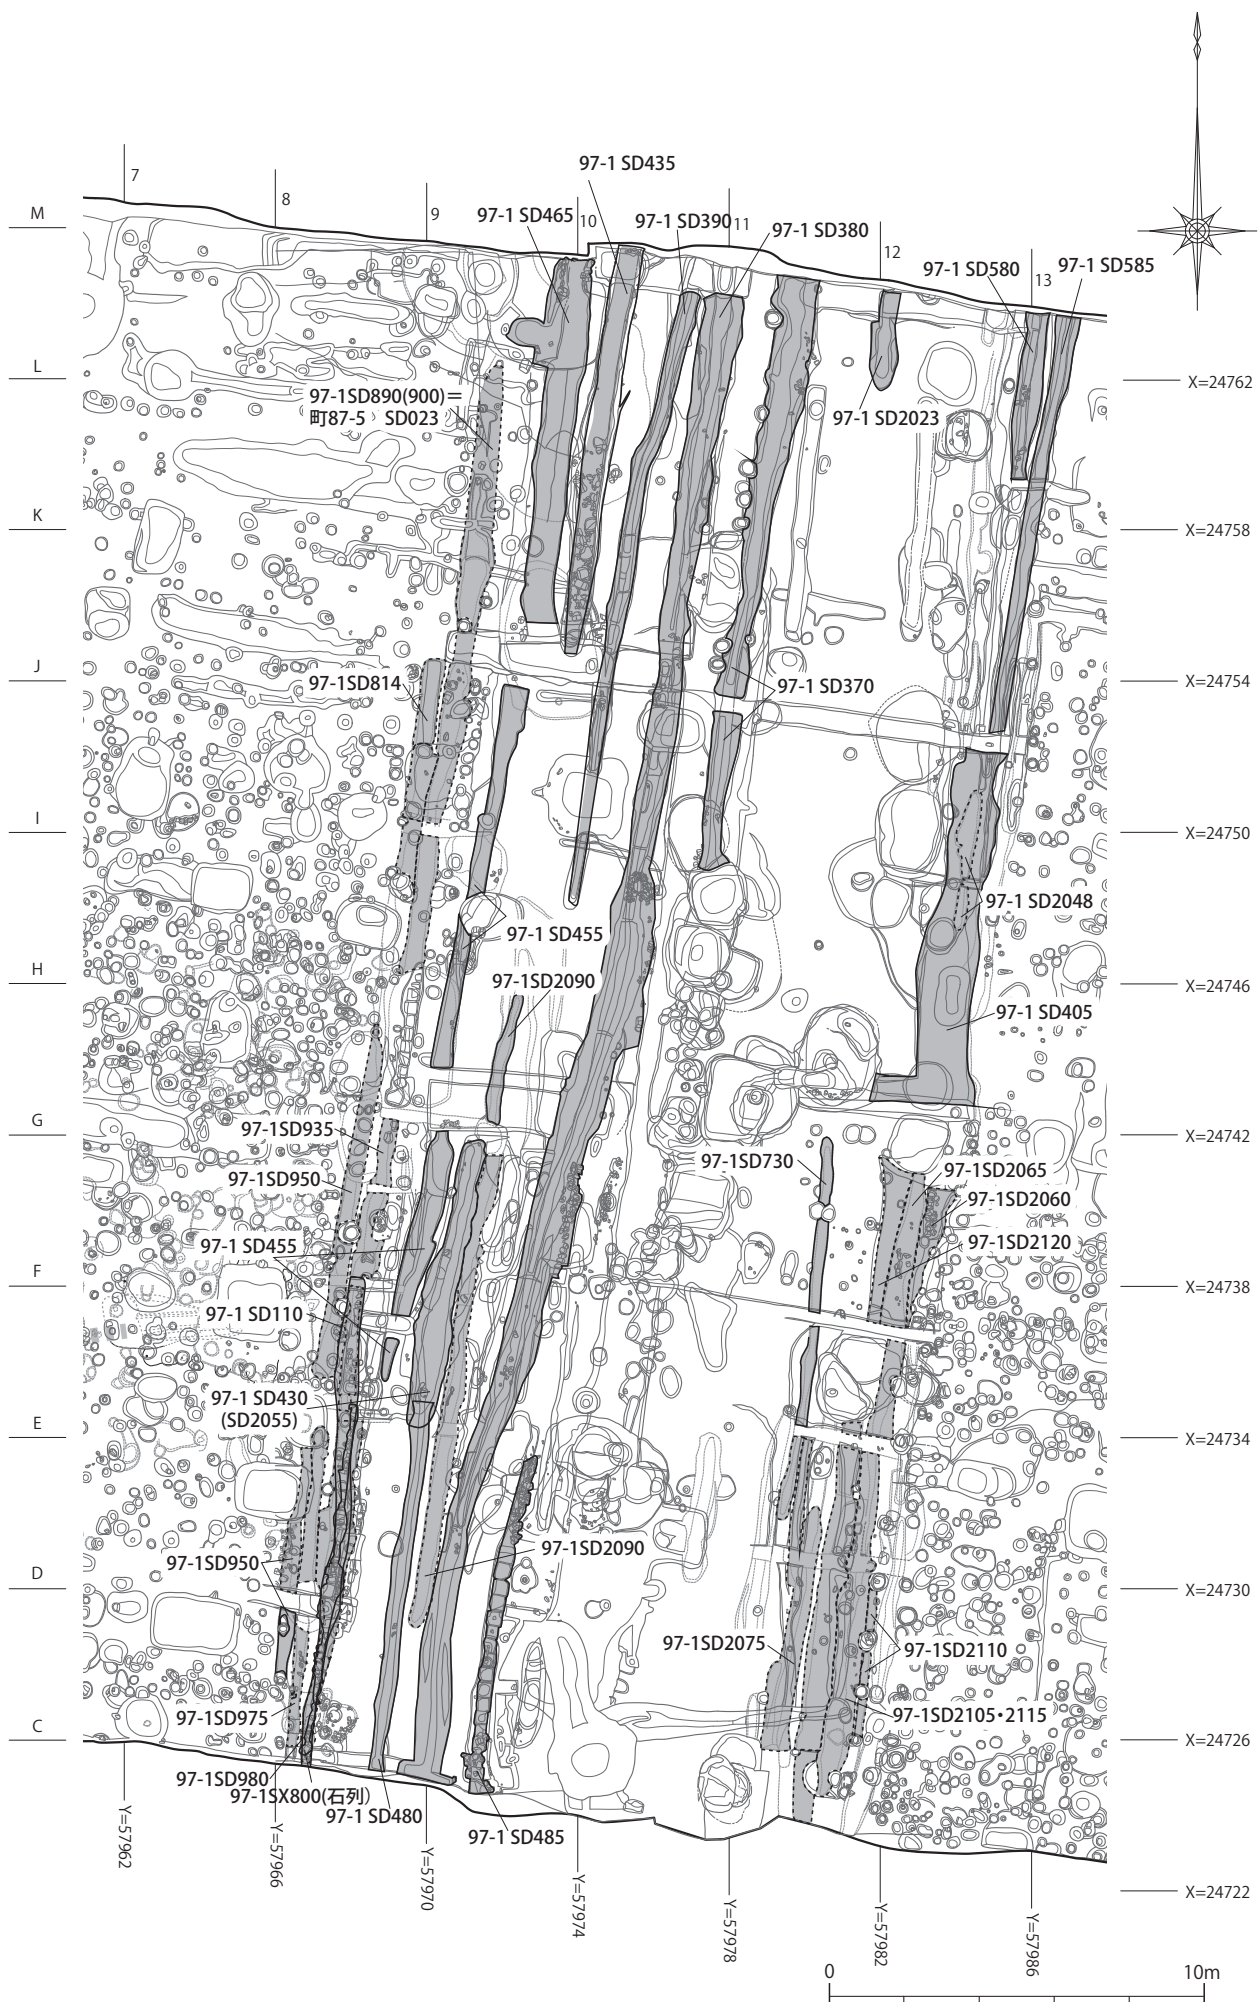 97-1 SD435
7
8
9
10
97-1 SD465
97-1 SD390
11
97-1 SD380
12
97-1 SD580
13
97-1 SD585
M
L
X=24762
97-1SD890(900)=
町87-5 SD023
97-1 SD2023
K
X=24758
J
X=24754
97-1SD814
97-1 SD370
I
X=24750
97-1 SD2048
97-1 SD455
H
X=24746
97-1SD2090
97-1 SD405
G
X=24742
97-1SD935
97-1SD730
97-1SD2065
97-1SD950
97-1SD2060
97-1 SD455
97-1SD2120
F
X=24738
97-1 SD110
97-1 SD430
(SD2055)
E
X=24734
97-1SD950
97-1SD2090
D
X=24730
97-1SD2075
97-1SD2110
97-1SD975
97-1SD2105・2115
C
X=24726
97-1SD980
97-1SX800(石列)
97-1 SD480
97-1 SD485
Y=57962
Y=57966
Y=57970
Y=57974
Y=57978
Y=57982
Y=57986
X=24722
0
10m